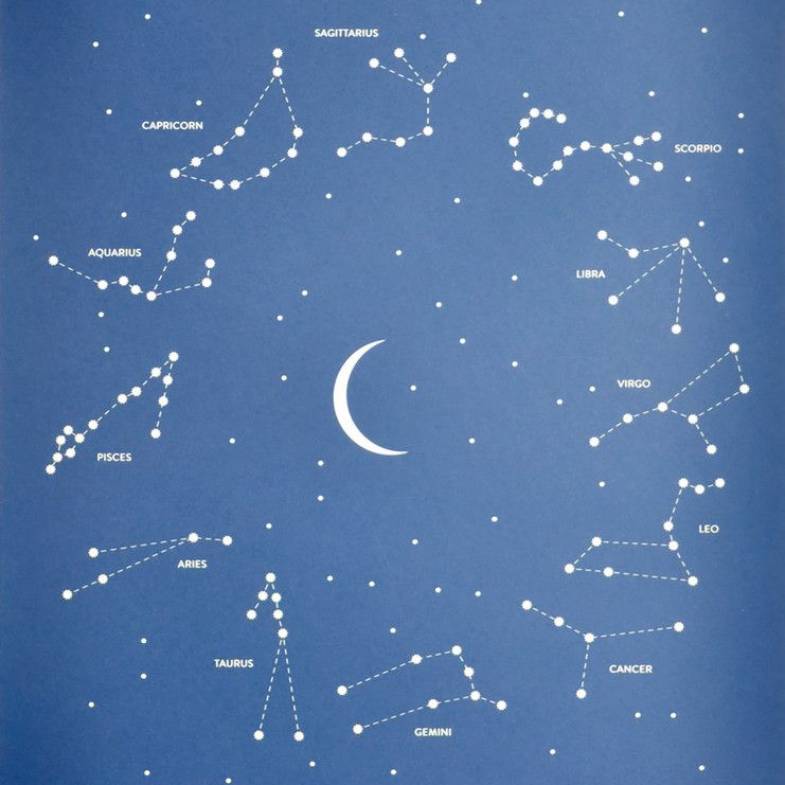 SAGITTARIUS
CAPRICORN
SCORPIO
AQUARIUS
LIBRA
VIRGO
PISCES
LEO
ARIES
TAURUS
CANCER
GEMINI